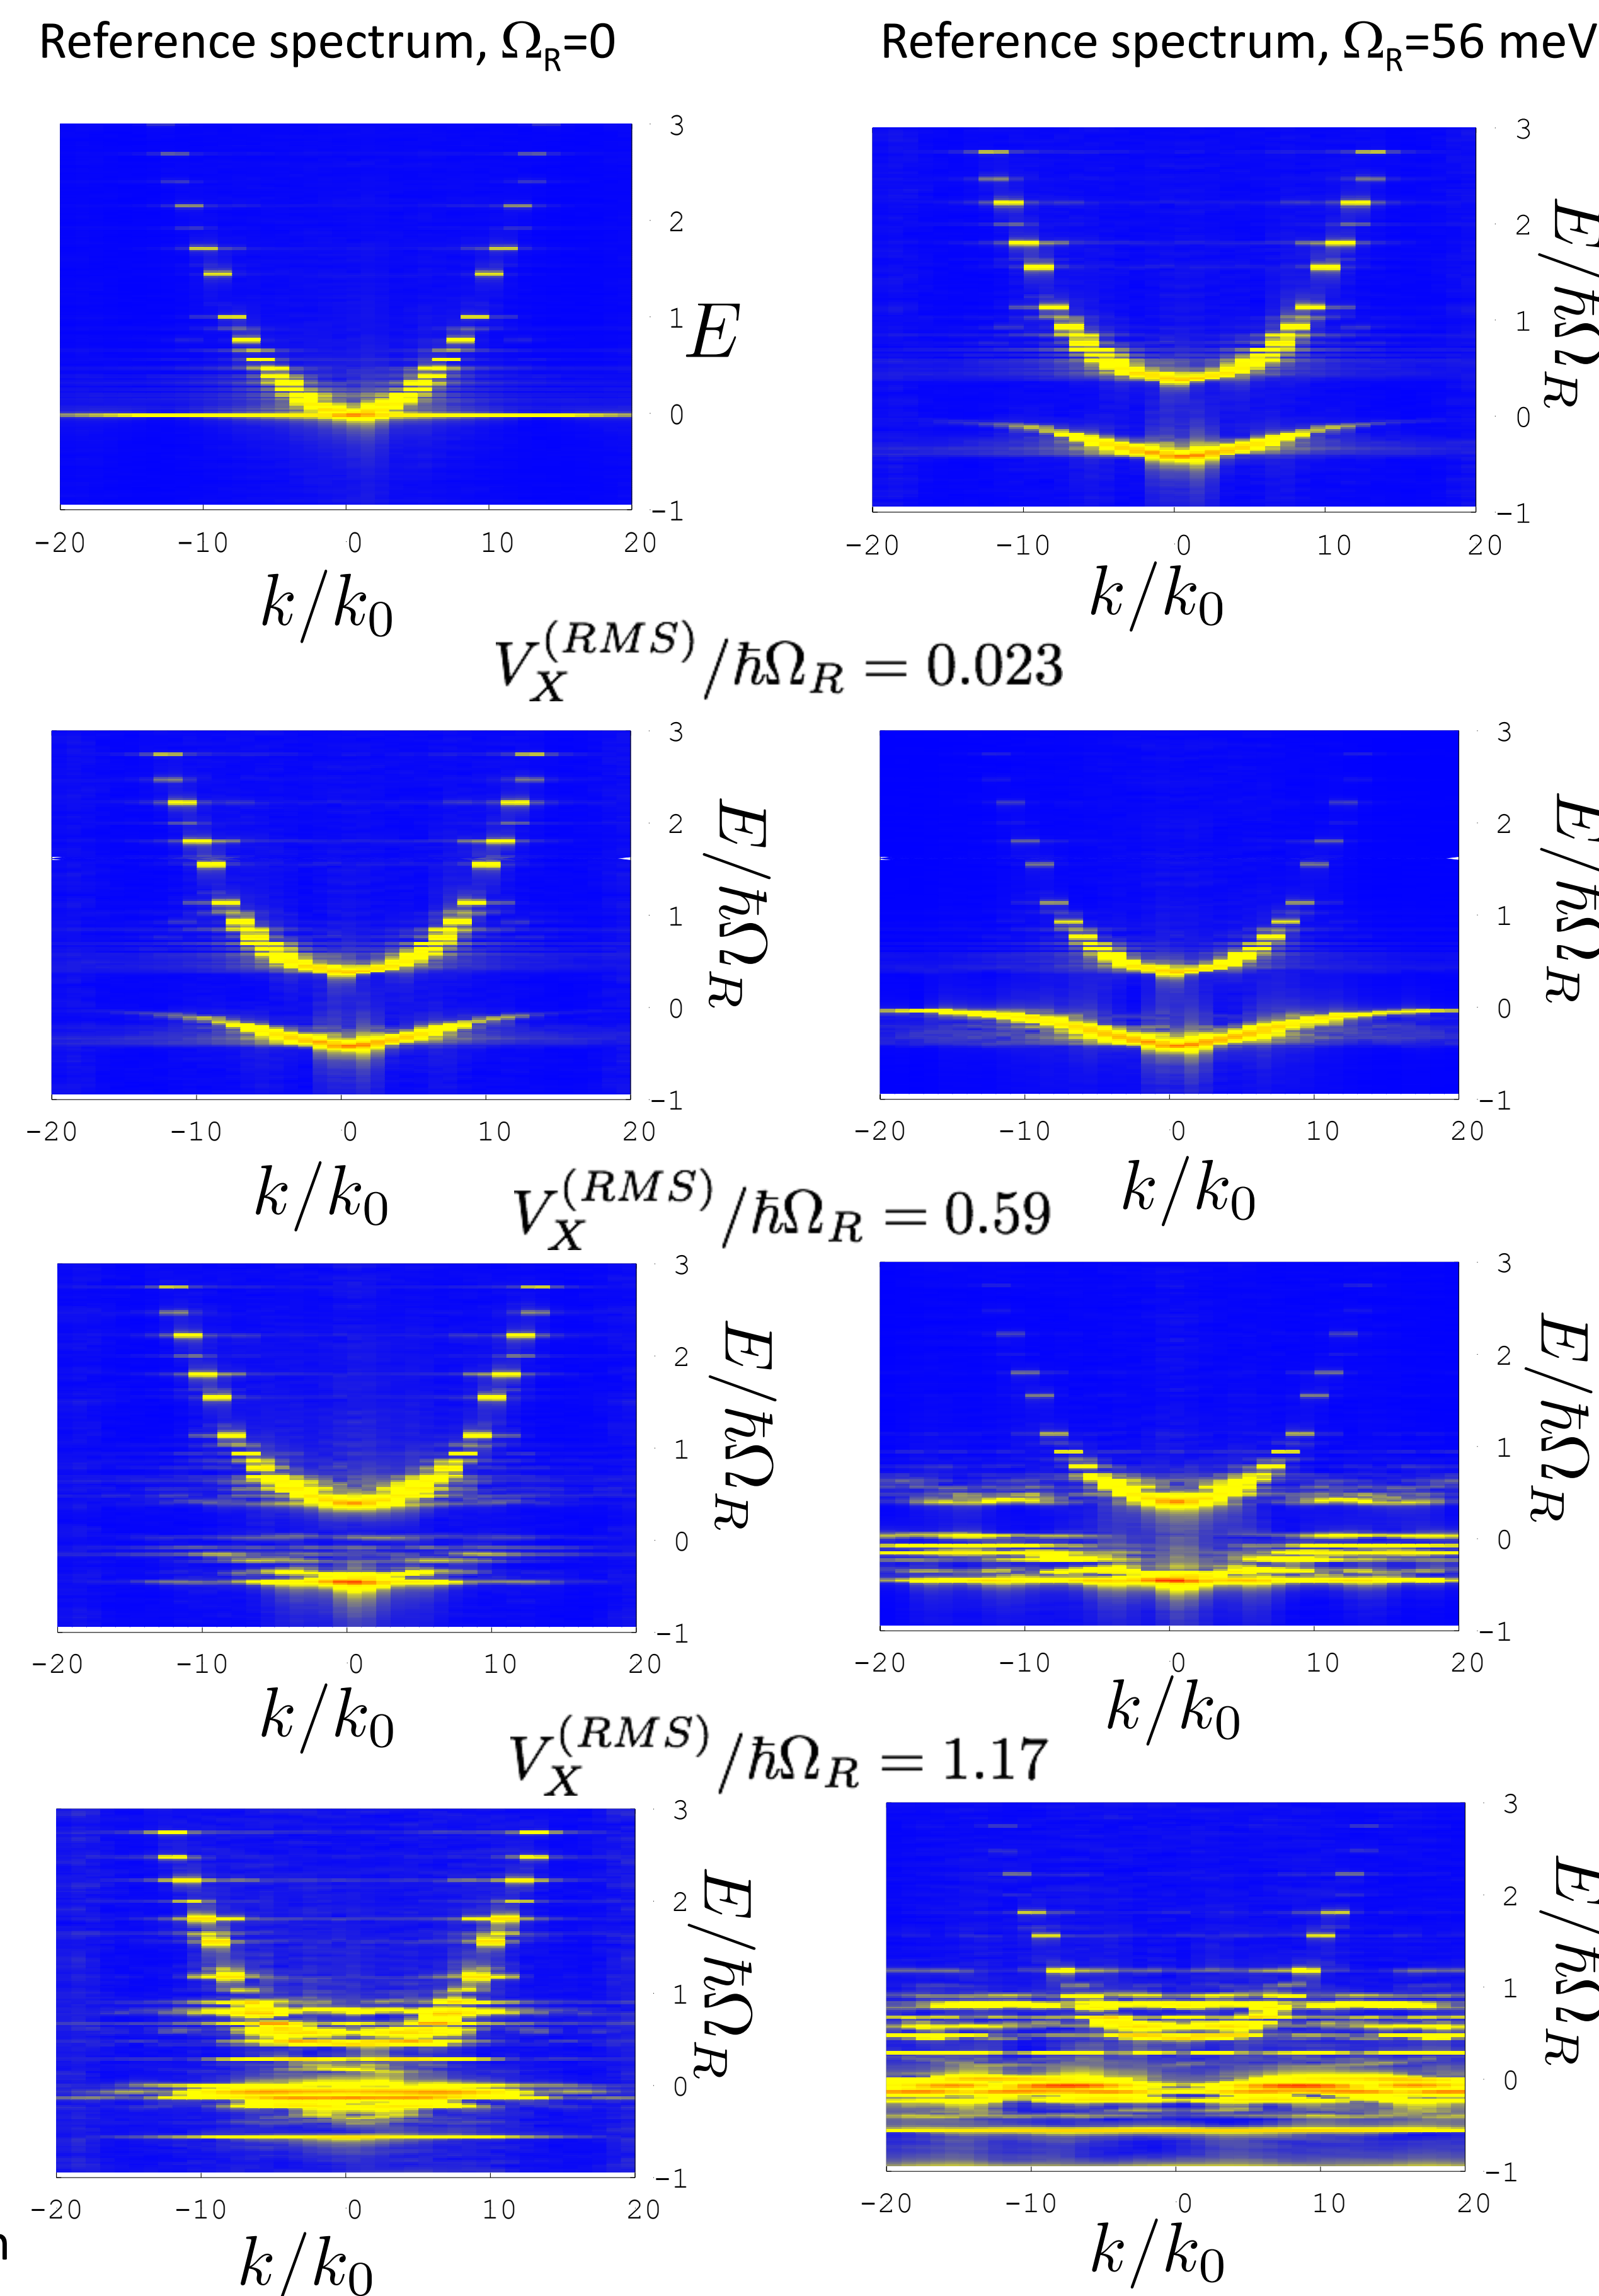 Reference spectrum, Ω_R=0
Reference spectrum, Ω_R=56 meV
3
2
1
0
-1
E
-20 -10 0 10 20
k/k_0
3
2
1
0
-1
E/ħΩ_R
-20 -10 0 10 20
k/k_0
V_X^(RMS)/ħΩ_R = 0.023
3
2
1
0
-1
E/ħΩ_R
-20 -10 0 10 20
k/k_0
3
2
1
0
-1
E/ħΩ_R
-20 -10 0 10 20
k/k_0
V_X^(RMS)/ħΩ_R = 0.59
3
2
1
0
-1
E/ħΩ_R
-20 -10 0 10 20
k/k_0
3
2
1
0
-1
E/ħΩ_R
-20 -10 0 10 20
k/k_0
V_X^(RMS)/ħΩ_R = 1.17
3
2
1
0
-1
E/ħΩ_R
-20 -10 0 10 20
k/k_0
3
2
1
0
-1
E/ħΩ_R
-20 -10 0 10 20
k/k_0